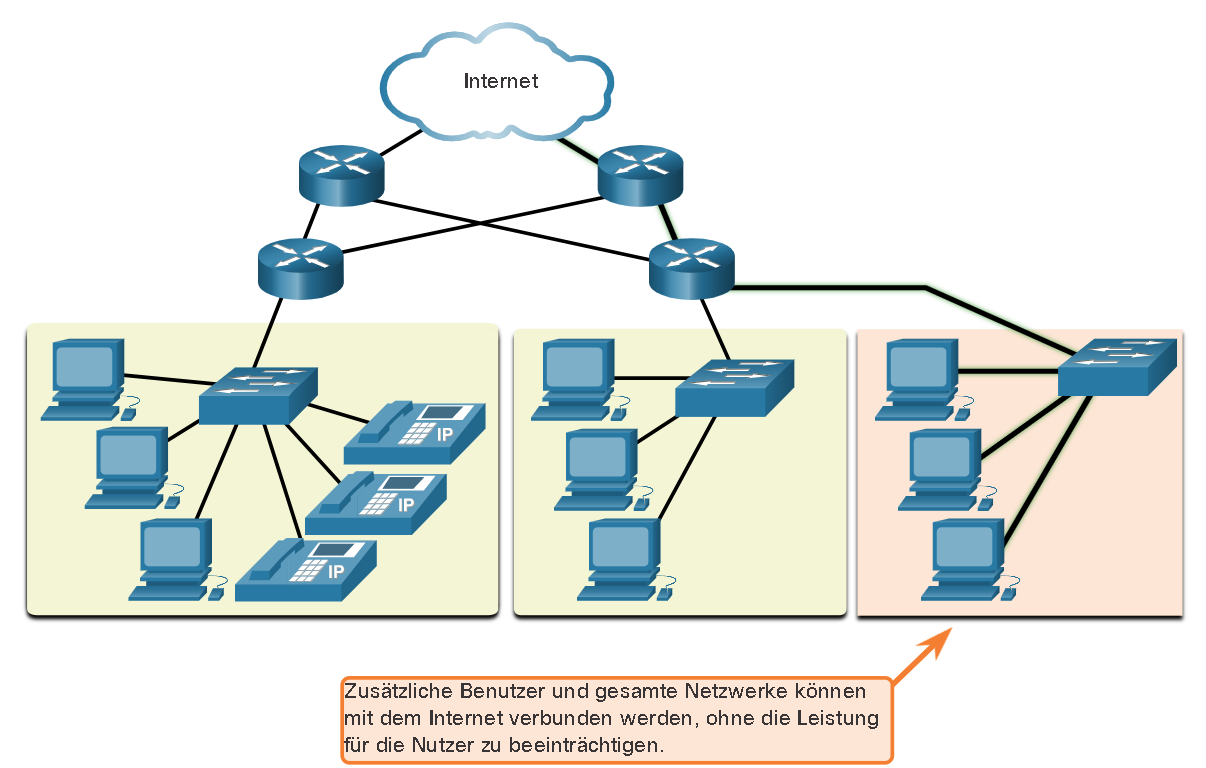 Internet
IP
IP
IP
Zusätzliche Benutzer und gesamte Netzwerke können
mit dem Internet verbunden werden, ohne die Leistung
für die Nutzer zu beeinträchtigen.